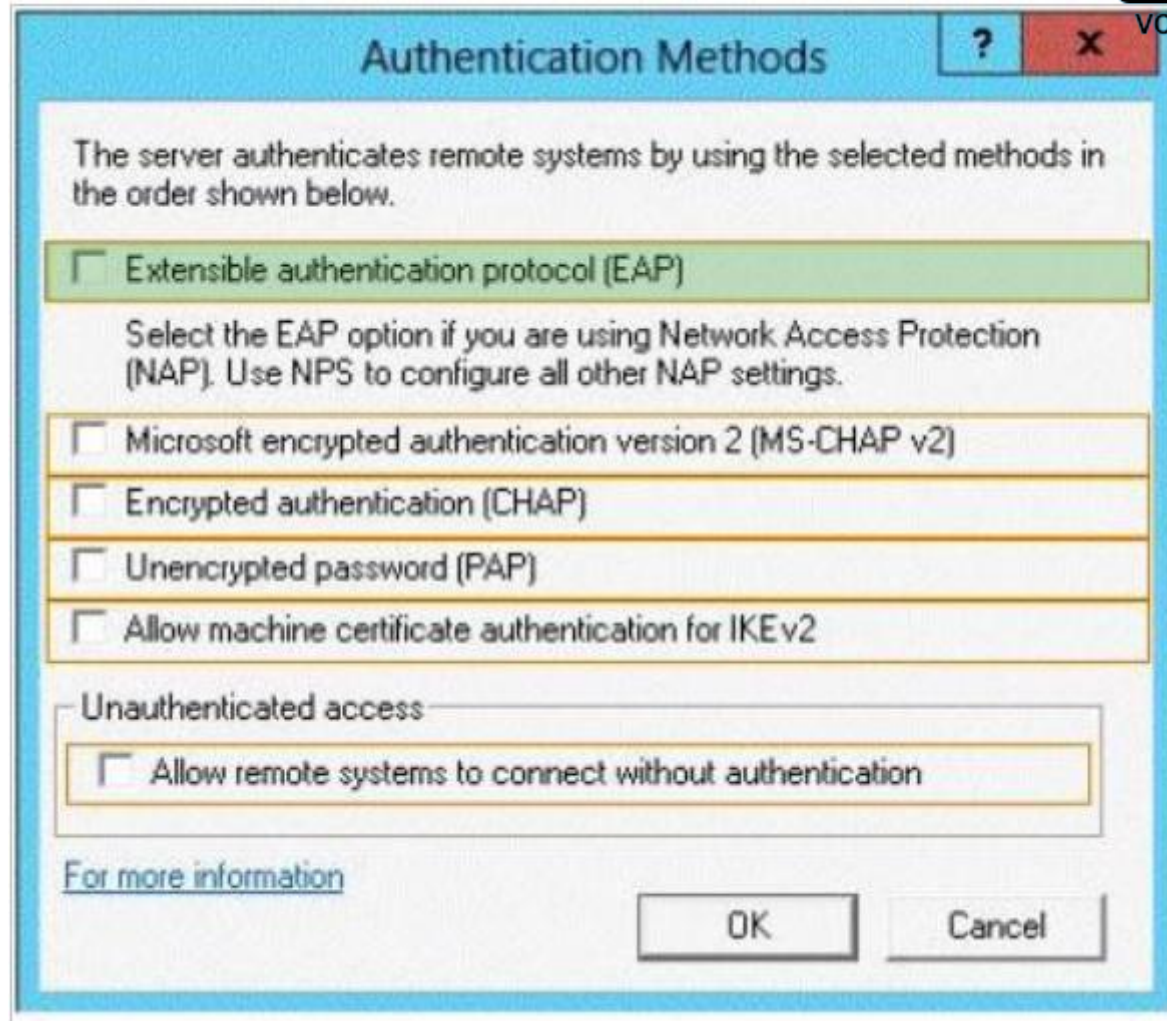 Authentication Methods
?
x
The server authenticates remote systems by using the selected methods in
the order shown below.
Extensible authentication protocol (EAP)
Select the EAP option if you are using Network Access Protection
(NAP). Use NPS to configure all other NAP settings.
Microsoft encrypted authentication version 2 (MS-CHAP v2)
Encrypted authentication (CHAP)
Unencrypted password (PAP)
Allow machine certificate authentication for IKEv2
Unauthenticated access
Allow remote systems to connect without authentication
For more information
OK
Cancel